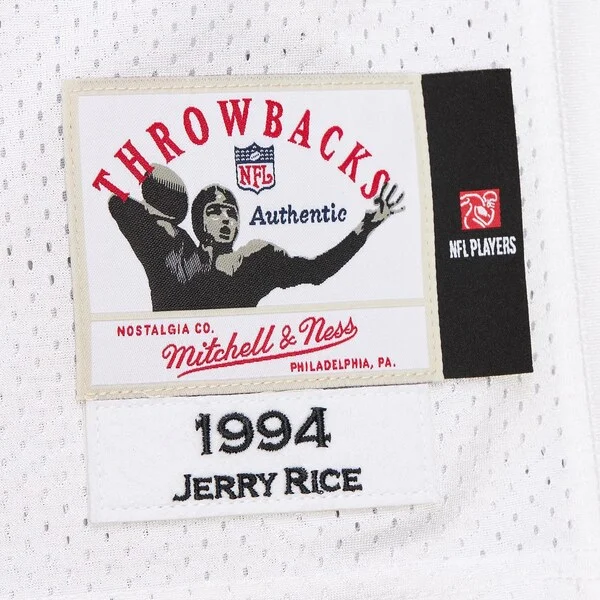 THROWBACKS
NFL
Authentic
NFL PLAYERS
NOSTALGIA CO.
Mitchell & Ness
PHILADELPHIA, PA.
1994
JERRY RICE